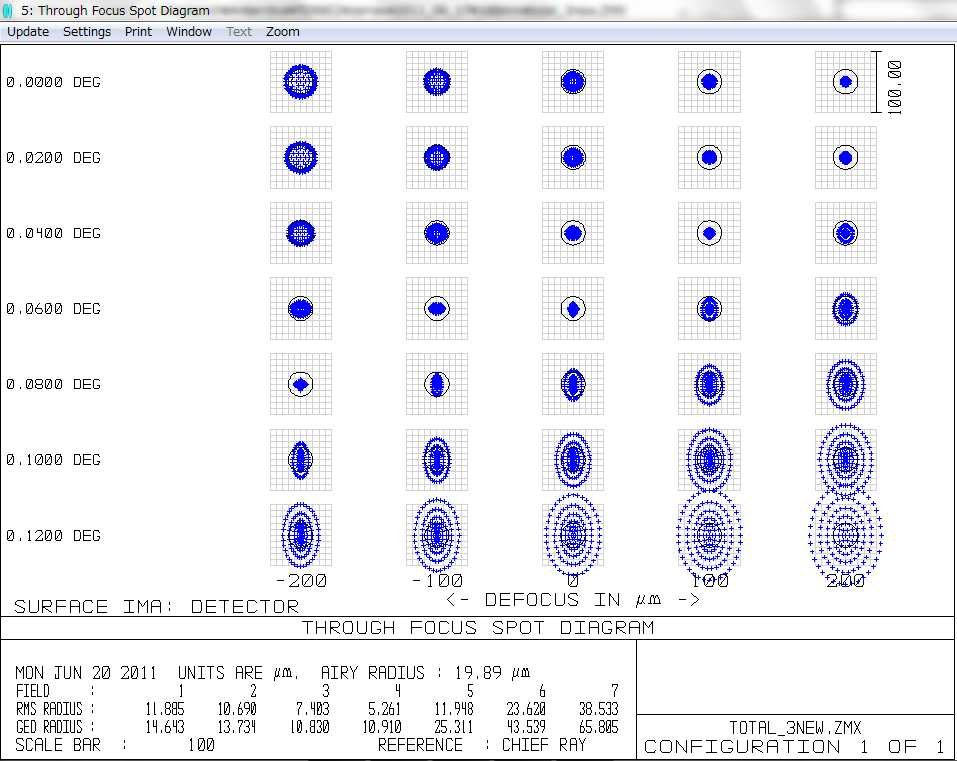 5: Through Focus Spot Diagram
Update Settings Print Window Text Zoom
0.0000 DEG
100.00
0.0200 DEG
0.0400 DEG
0.0600 DEG
0.0800 DEG
0.1000 DEG
0.1200 DEG
-200 -100 0 100 200
<- DEFOCUS IN µm ->
SURFACE IMA: DETECTOR
THROUGH FOCUS SPOT DIAGRAM
MON JUN 20 2011 UNITS ARE µm. AIRY RADIUS : 19.89 µm
FIELD : 1 2 3 4 5 6 7
RMS RADIUS : 11.885 10.690 7.403 5.261 11.948 23.620 38.533
GEO RADIUS : 14.643 13.734 10.830 10.910 25.311 43.539 65.805
SCALE BAR : 100 REFERENCE : CHIEF RAY
TOTAL_3NEW.ZMX
CONFIGURATION 1 OF 1